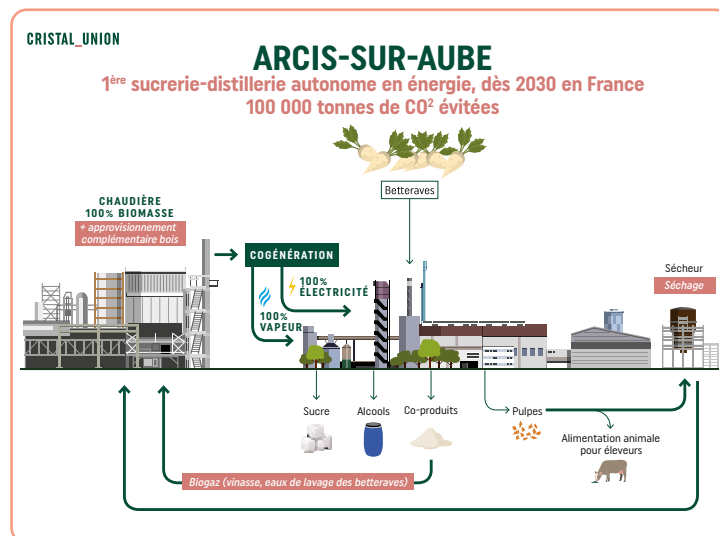 CRISTAL_UNION
ARCIS-SUR-AUBE
1ère sucrerie-distillerie autonome en énergie, dès 2030 en France
100 000 tonnes de CO² évitées
Betteraves
CHAUDIÈRE
100% BIOMASSE
+ approvisionnement
complémentaire bois
COGÉNÉRATION
100%
ÉLECTRICITÉ
100%
VAPEUR
Sécheur
Séchage
Sucre
Alcools
Co-produits
Pulpes
Alimentation animale
pour éleveurs
Biogaz (vinasse, eaux de lavage des betteraves)